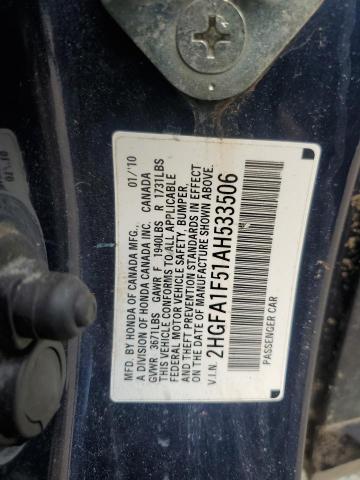 MFD. BY HONDA OF CANADA MFG., 01/'10
A DIVISION OF HONDA CANADA INC. CANADA
GVWR 3671LBS GAWR F 1940LBS R 1731LBS
THIS VEHICLE CONFORMS TO ALL APPLICABLE
FEDERAL MOTOR VEHICLE SAFETY, BUMPER,
AND THEFT PREVENTION STANDARDS IN EFFECT
ON THE DATE OF MANUFACTURE SHOWN ABOVE.
V.I.N. 2HGFA1F51AH533506
PASSENGER CAR